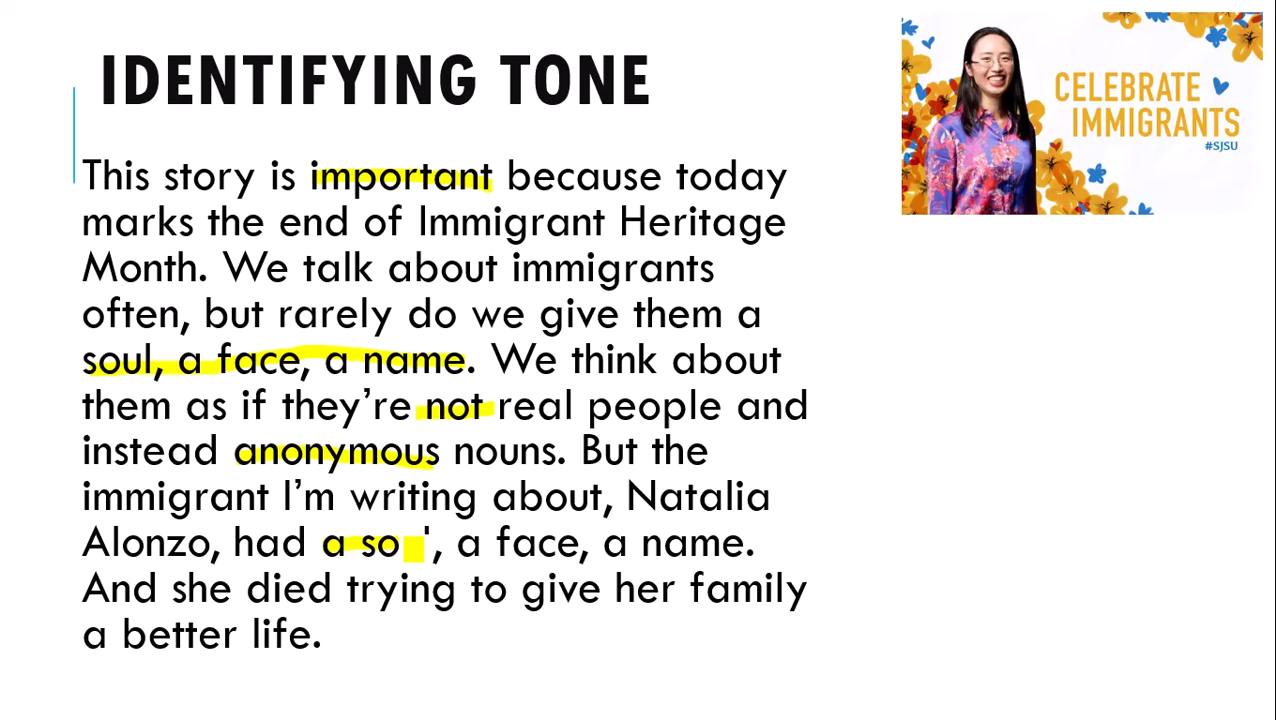 IDENTIFYING TONE
This story is important because today
marks the end of Immigrant Heritage
Month. We talk about immigrants
often, but rarely do we give them a
soul, a face, a name. We think about
them as if they're not real people and
instead anonymous nouns. But the
immigrant I'm writing about, Natalia
Alonzo, had a so , a face, a name.
And she died trying to give her family
a better life.
CELEBRATE
IMMIGRANTS
#SJSU